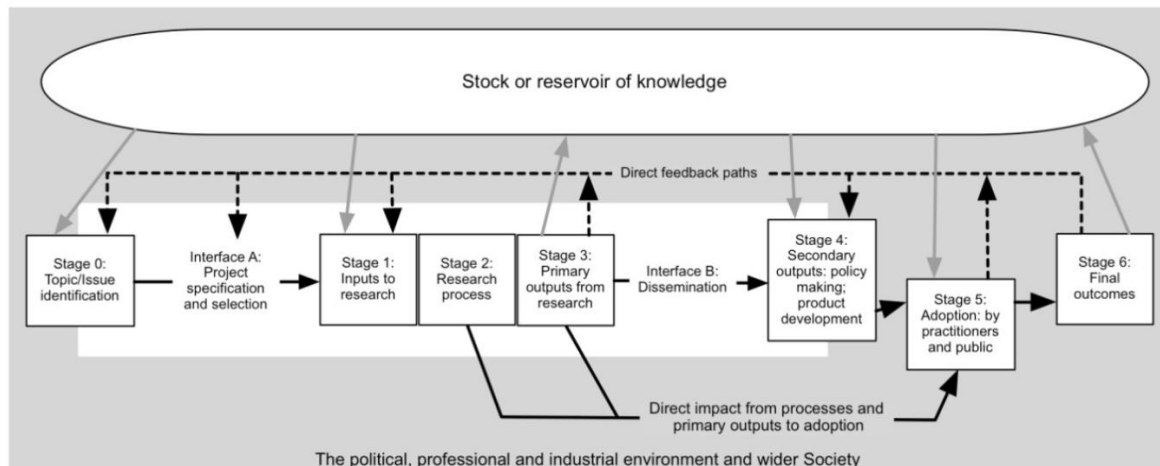 Stock or reservoir of knowledge
Direct feedback paths
Stage 0:
Topic/Issue
identification
Interface A:
Project
specification
and selection
Stage 1:
Inputs to
research
Stage 2:
Research
process
Stage 3:
Primary
outputs from
research
Interface B:
Dissemination
Stage 4:
Secondary
outputs: policy
making;
product
development
Stage 5:
Adoption: by
practitioners
and public
Stage 6:
Final
outcomes
Direct impact from processes and
primary outputs to adoption
The political, professional and industrial environment and wider Society